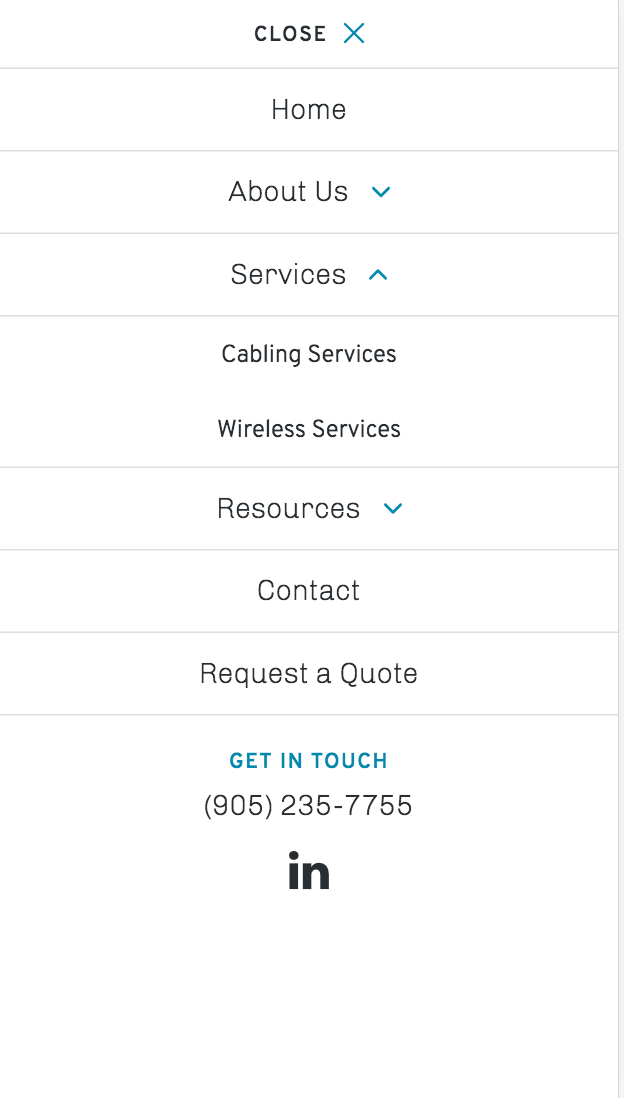 CLOSE
Home
About Us
Services
Cabling Services
Wireless Services
Resources
Contact
Request a Quote
GET IN TOUCH
(905) 235-7755
in